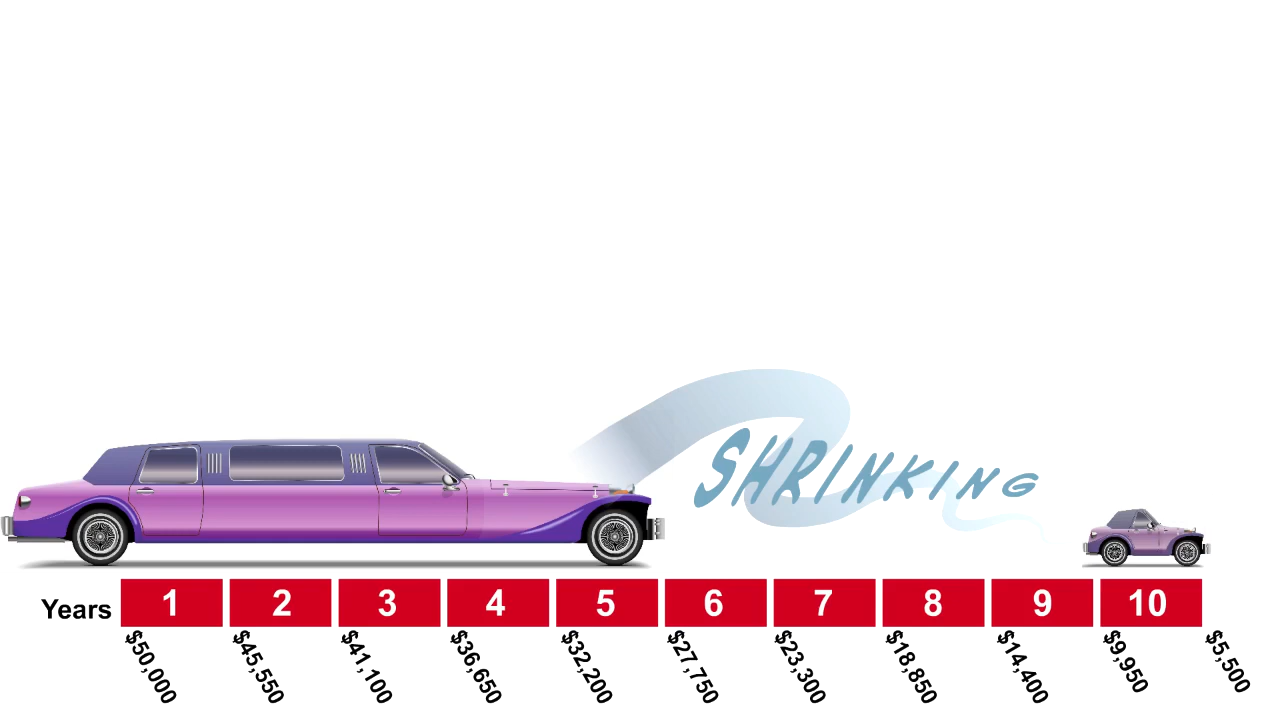 SHRINKING
Years 1 2 3 4 5 6 7 8 9 10
$50,000 $45,550 $41,100 $36,650 $32,200 $27,750 $23,300 $18,850 $14,400 $9,950 $5,500